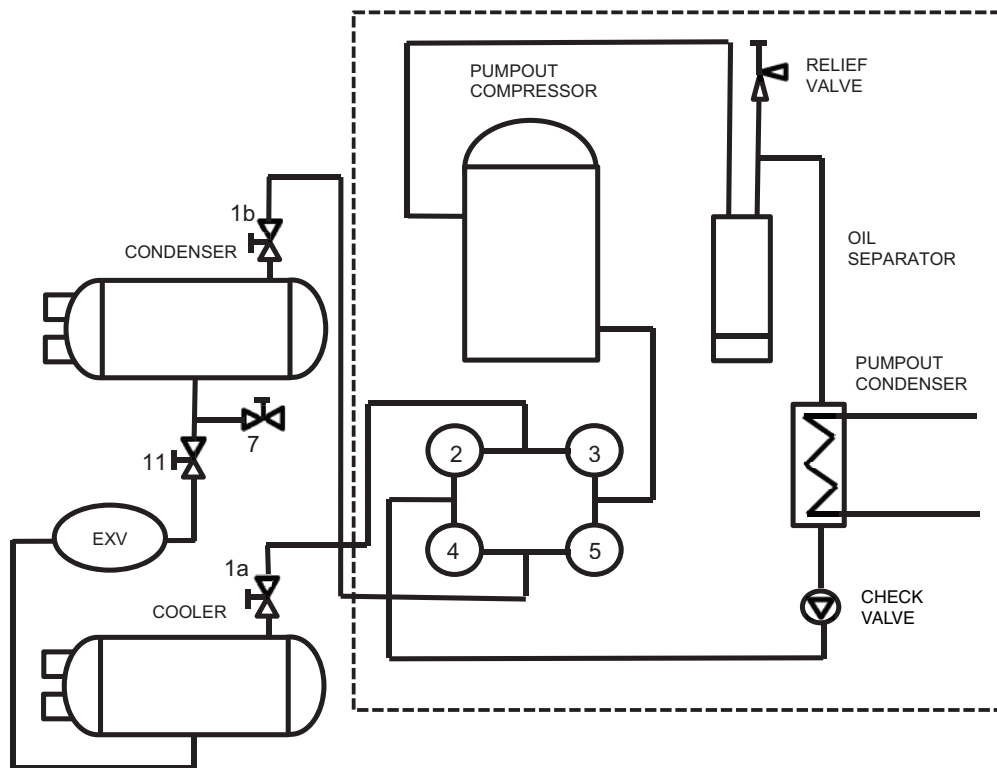 PUMPOUT
COMPRESSOR
RELIEF
VALVE
1b
CONDENSER
OIL
SEPARATOR
PUMPOUT
CONDENSER
7
11
2
3
EXV
4
5
1a
COOLER
CHECK
VALVE